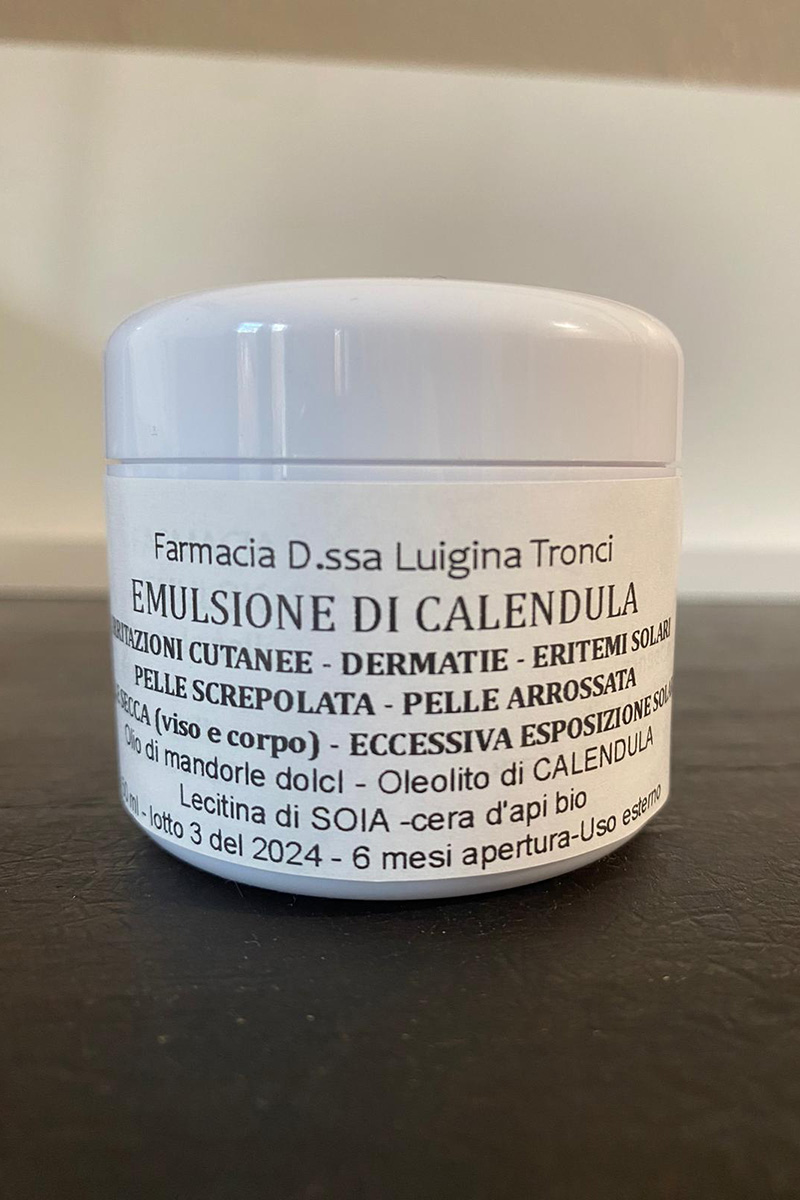 Farmacia D.ssa Luigina Tronci
EMULSIONE DI CALENDULA
IRRITAZIONI CUTANEE - DERMATIE - ERITEMI SOLARI
PELLE SCREPOLATA - PELLE ARROSSATA
SECCA (viso e corpo) - ECCESSIVA ESPOSIZIONE
Olio di mandorle dolcI - Oleolito di CALENDULA
Lecitina di SOIA -cera d'api bio
ml - lotto 3 del 2024 - 6 mesi apertura-Uso esterno